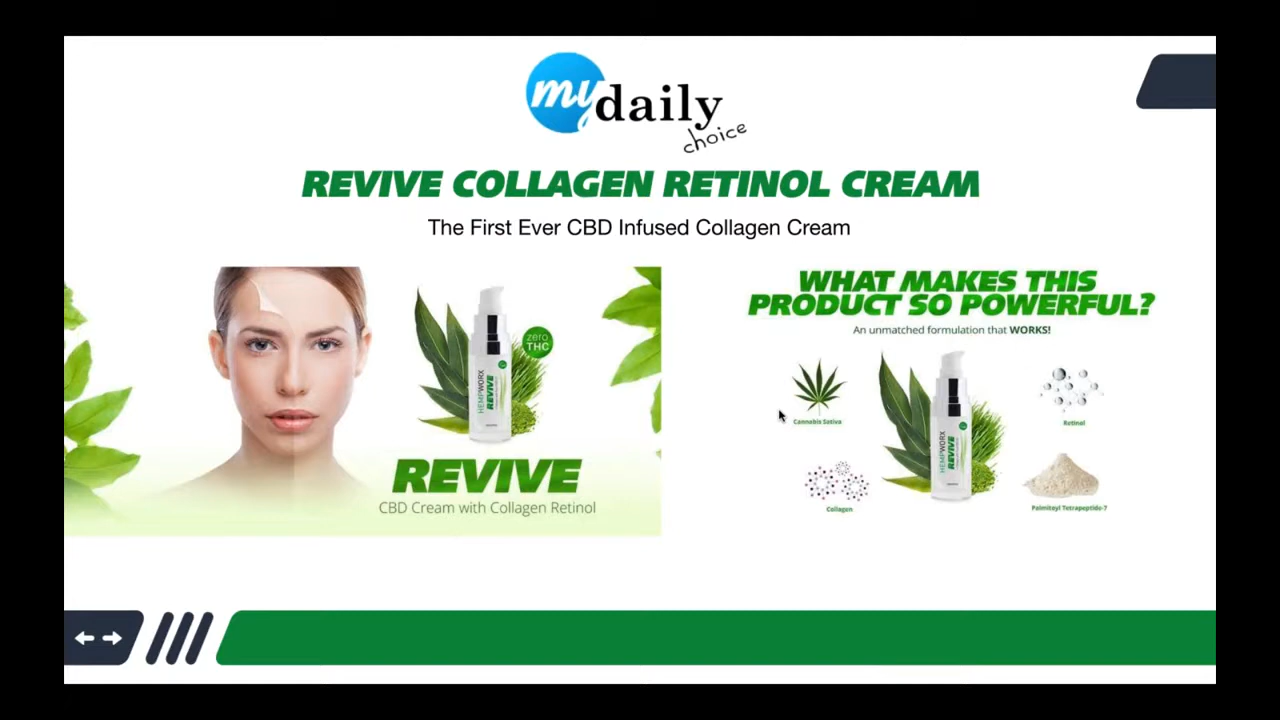 my daily
choice
REVIVE COLLAGEN RETINOL CREAM
The First Ever CBD Infused Collagen Cream
zero
THC
HEMPWORX
REVIVE
REVIVE
CBD Cream with Collagen Retinol
WHAT MAKES THIS
PRODUCT SO POWERFUL?
An unmatched formulation that WORKS!
Cannabis Sativa
Retinol
HEMPWORX
REVIVE
Collagen
Palmitoyl Tetrapeptide-7